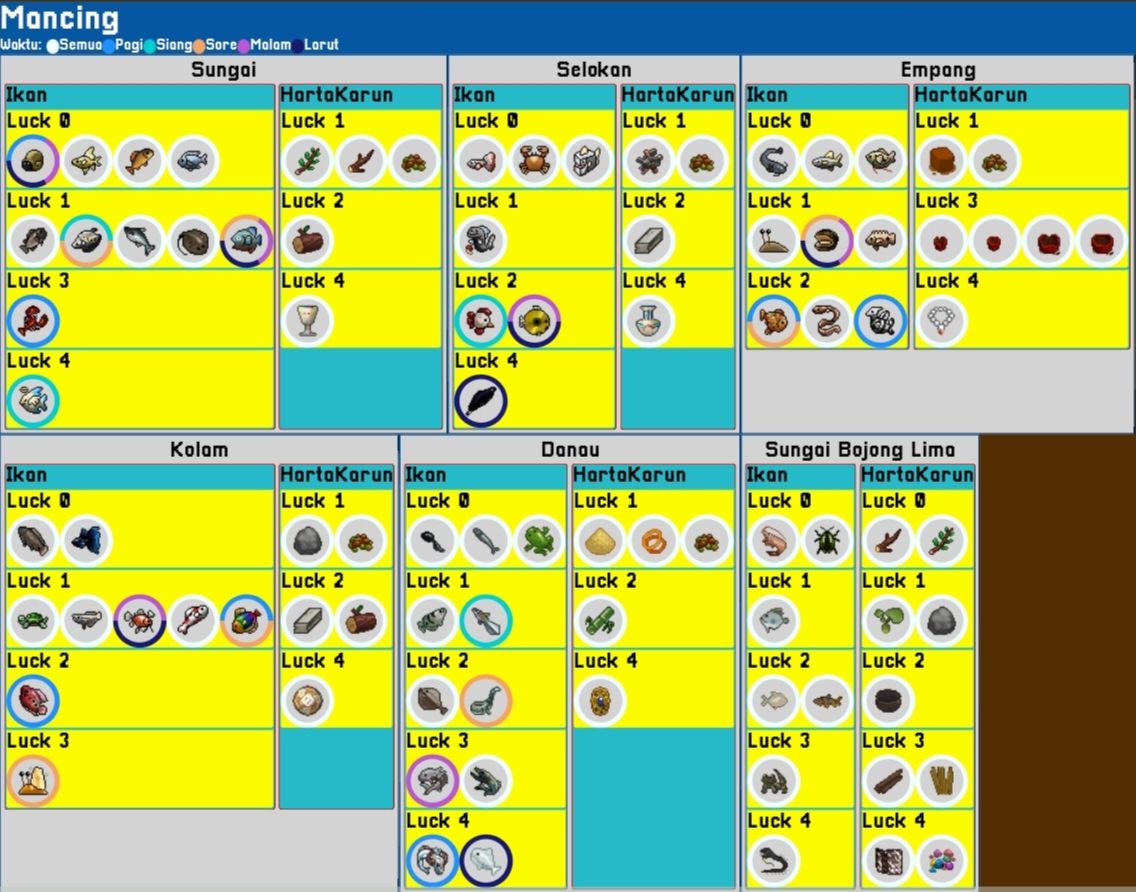 Mancing
Waktu: Semua Pagi Siang Sore Malam Larut
Sungai
Ikan
Luck 0
Luck 1
Luck 3
Luck 4
HartaKarun
Luck 1
Luck 2
Luck 4
Selokan
Ikan
Luck 0
Luck 1
Luck 2
Luck 4
HartaKarun
Luck 1
Luck 2
Luck 4
Empang
Ikan
Luck 0
Luck 1
Luck 2
HartaKarun
Luck 1
Luck 3
Luck 4
Kolam
Ikan
Luck 0
Luck 1
Luck 2
Luck 3
HartaKarun
Luck 1
Luck 2
Luck 4
Danau
Ikan
Luck 0
Luck 1
Luck 2
Luck 3
Luck 4
HartaKarun
Luck 1
Luck 2
Luck 4
Sungai Bojong Lima
Ikan
Luck 0
Luck 1
Luck 2
Luck 3
Luck 4
HartaKarun
Luck 0
Luck 1
Luck 2
Luck 3
Luck 4